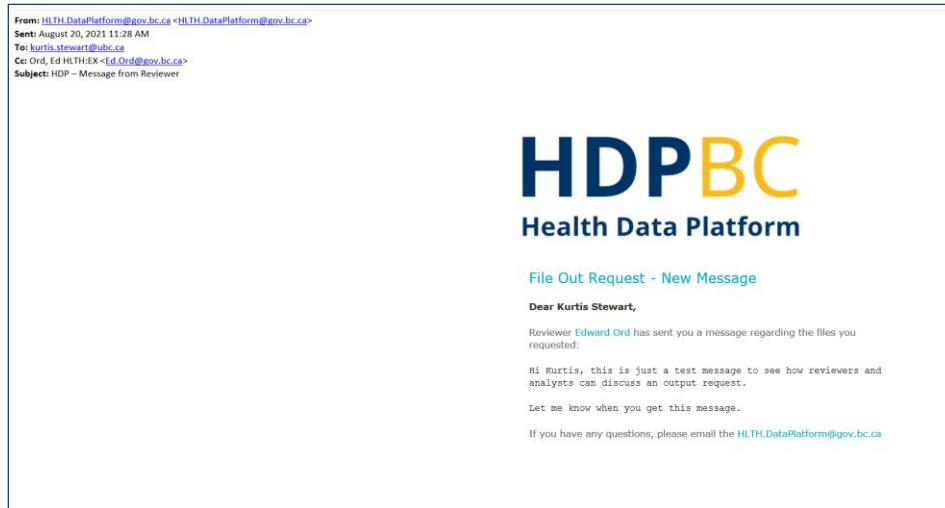 From: HLTH.DataPlatform@gov.bc.ca <HLTH.DataPlatform@gov.bc.ca>
Sent: August 20, 2021 11:28 AM
To: kurtis.stewart@ubc.ca
Cc: Ord, Ed HLTH:EX <Ed.Ord@gov.bc.ca>
Subject: HDP – Message from Reviewer
HDPBC
Health Data Platform
File Out Request - New Message
Dear Kurtis Stewart,
Reviewer Edward Ord has sent you a message regarding the files you
requested:
Hi Kurtis, this is just a test message to see how reviewers and
analysts can discuss an output request.
Let me know when you get this message.
If you have any questions, please email the HLTH.DataPlatform@gov.bc.ca